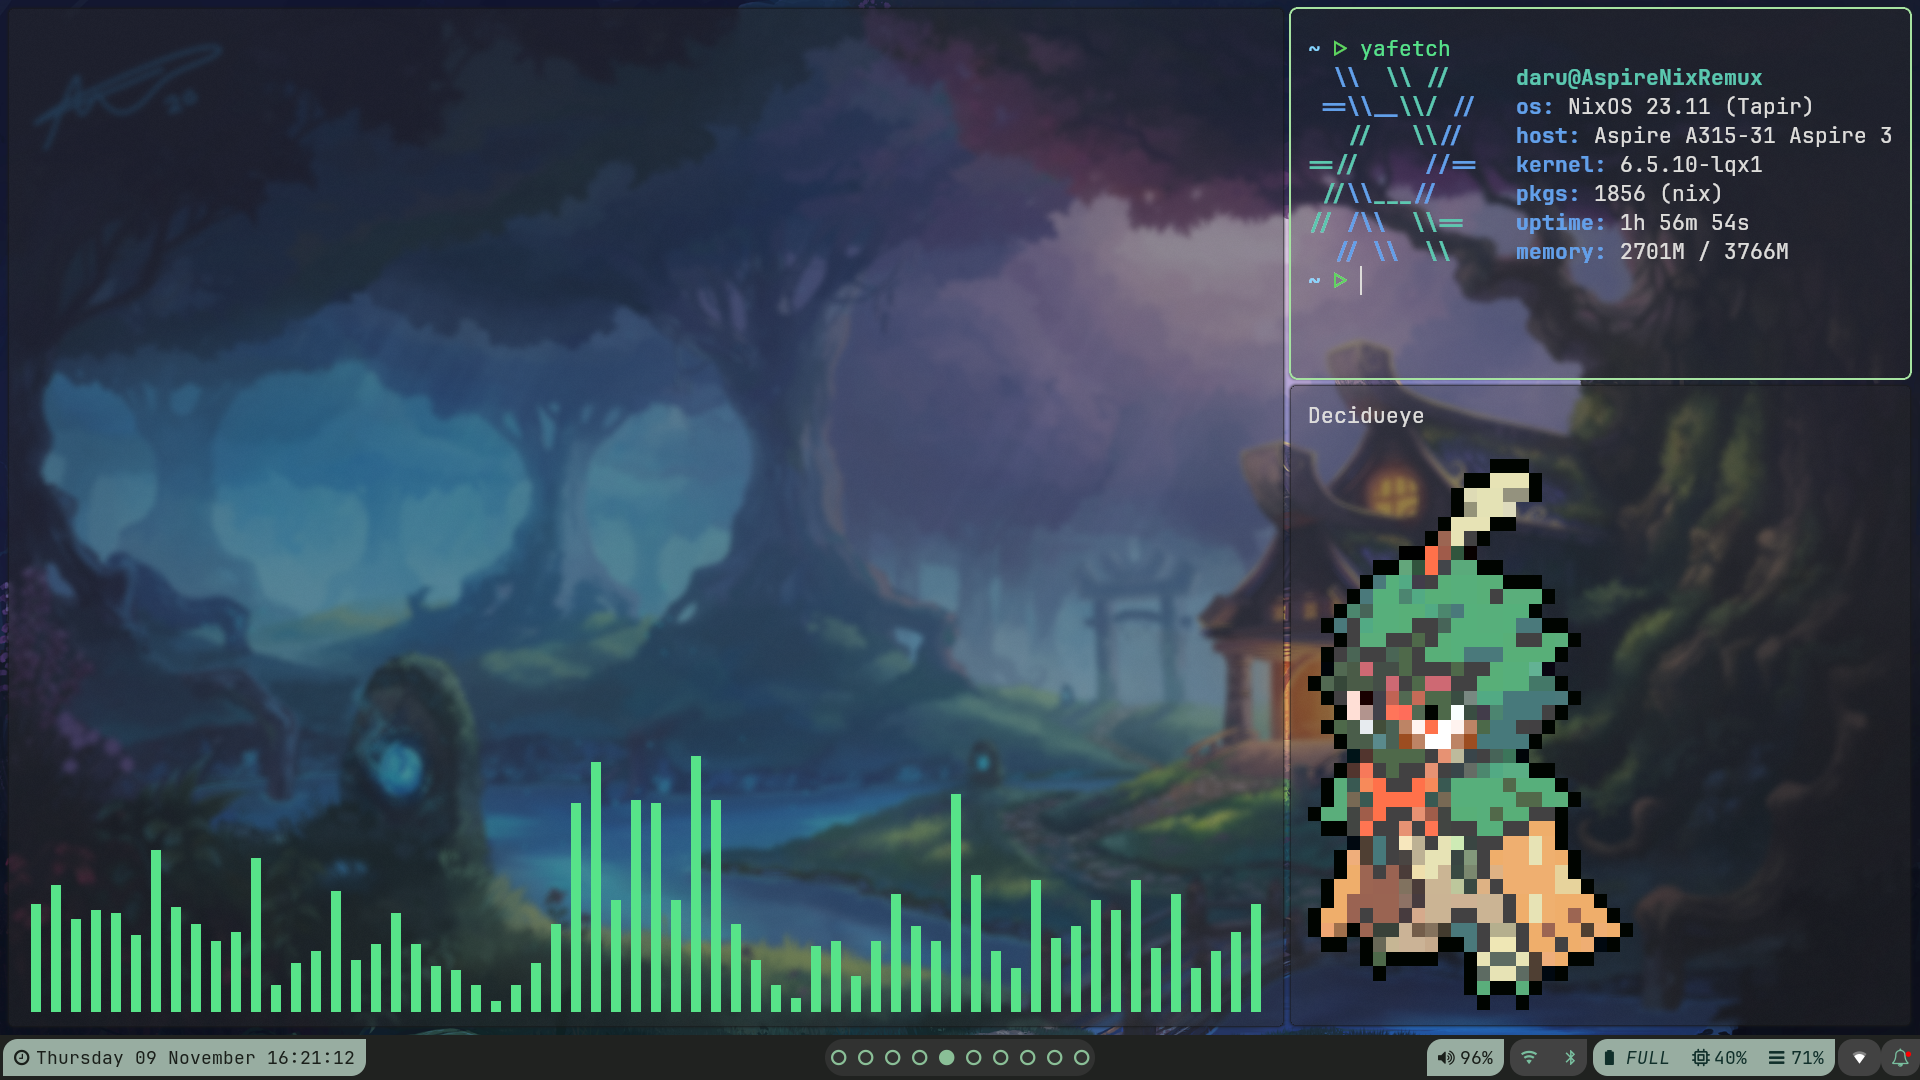 ~ ▷ yafetch
daru@AspireNixRemux
os: NixOS 23.11 (Tapir)
host: Aspire A315-31 Aspire 3
kernel: 6.5.10-lqx1
pkgs: 1856 (nix)
uptime: 1h 56m 54s
memory: 2701M / 3766M
~ ▷
Decidueye
Thursday 09 November 16:21:12
96%
FULL 40% 71%